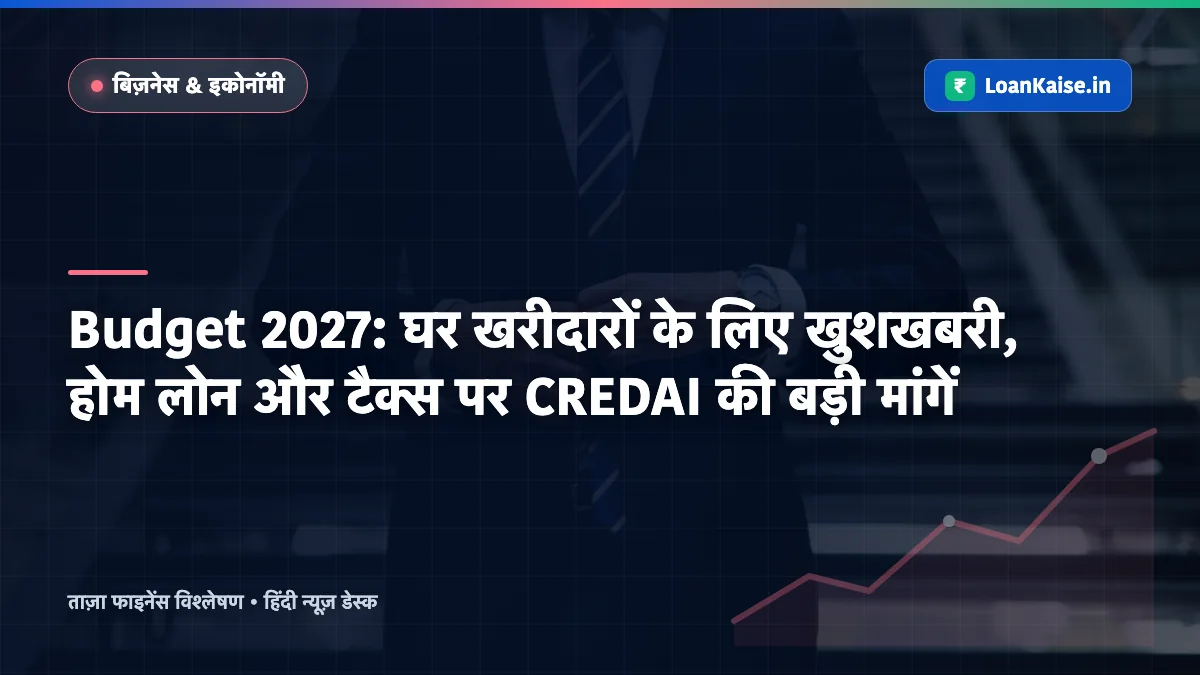 बिज़नेस & इकोनॉमी
₹ LoanKaise.in
Budget 2027: घर खरीदारों के लिए खुशखबरी,
होम लोन और टैक्स पर CREDAI की बड़ी मांगें
ताज़ा फाइनेंस विश्लेषण • हिंदी न्यूज़ डेस्क